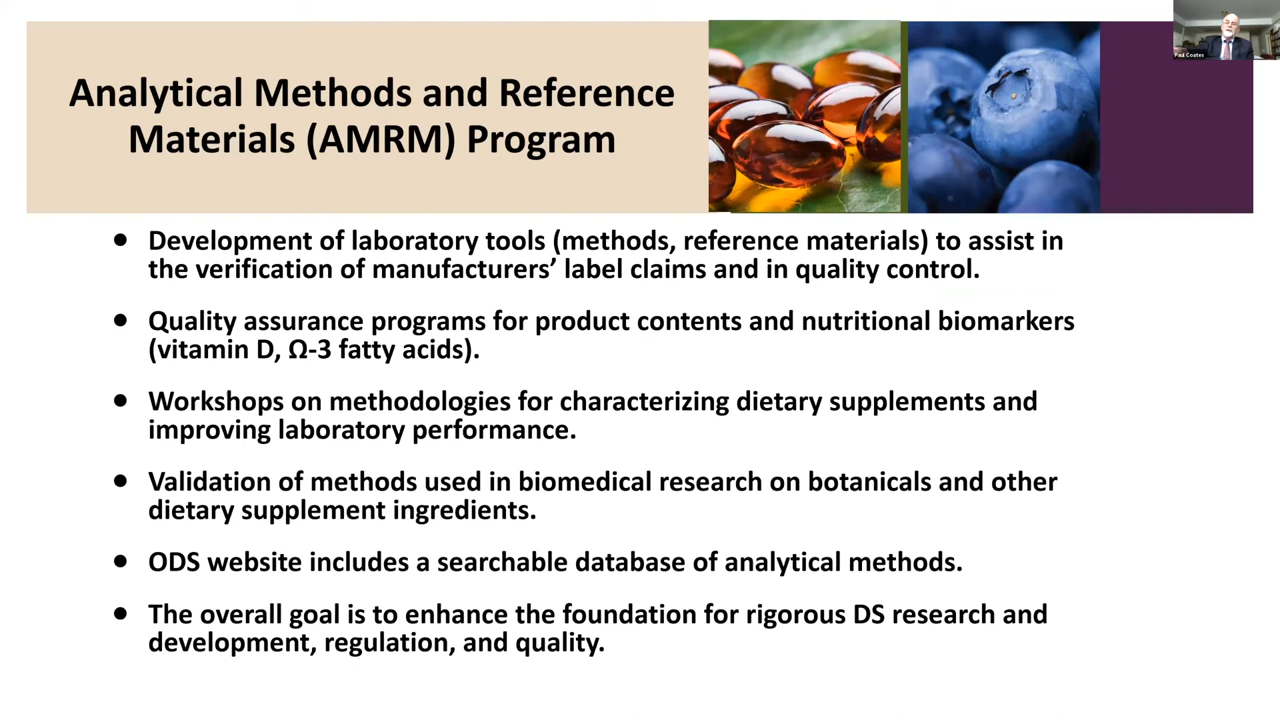 Analytical Methods and Reference
Materials (AMRM) Program
Paul Coates
● Development of laboratory tools (methods, reference materials) to assist in
the verification of manufacturers’ label claims and in quality control.
● Quality assurance programs for product contents and nutritional biomarkers
(vitamin D, Ω-3 fatty acids).
● Workshops on methodologies for characterizing dietary supplements and
improving laboratory performance.
● Validation of methods used in biomedical research on botanicals and other
dietary supplement ingredients.
● ODS website includes a searchable database of analytical methods.
● The overall goal is to enhance the foundation for rigorous DS research and
development, regulation, and quality.